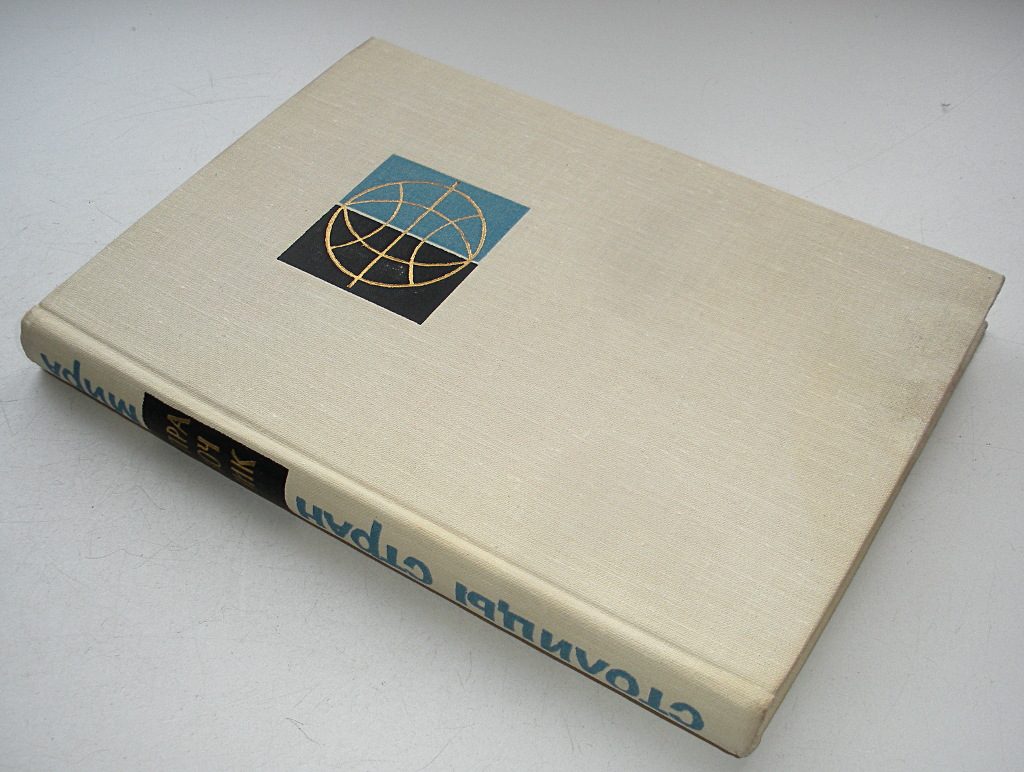 столицы стран
мира